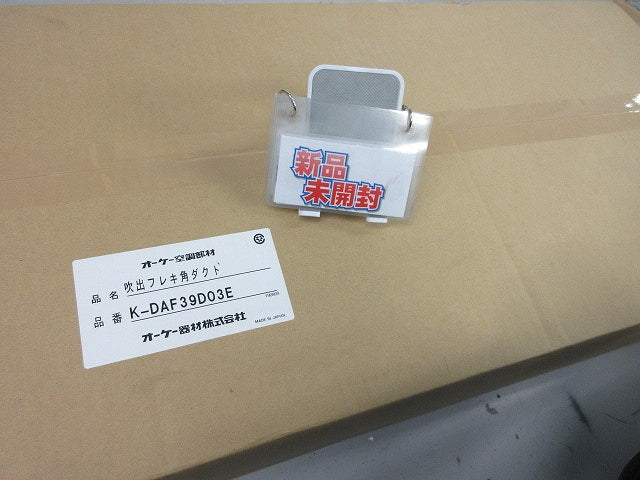 新品
未開封
オーケー空調部材
品名 吹出フレキ角ダクト
品番 K-DAF39D03E
オーケー器材株式会社
MADE IN JAPAN